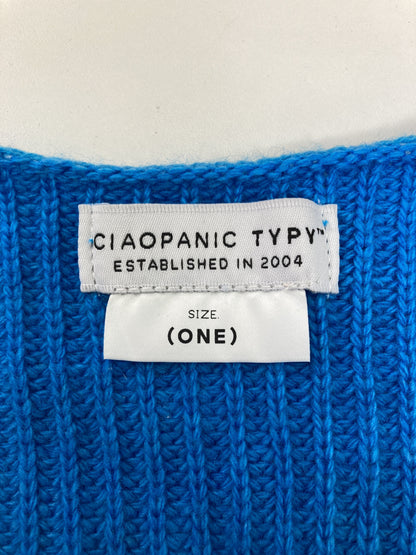 CIAOPANIC TYPY™
ESTABLISHED IN 2004
SIZE.
(ONE)